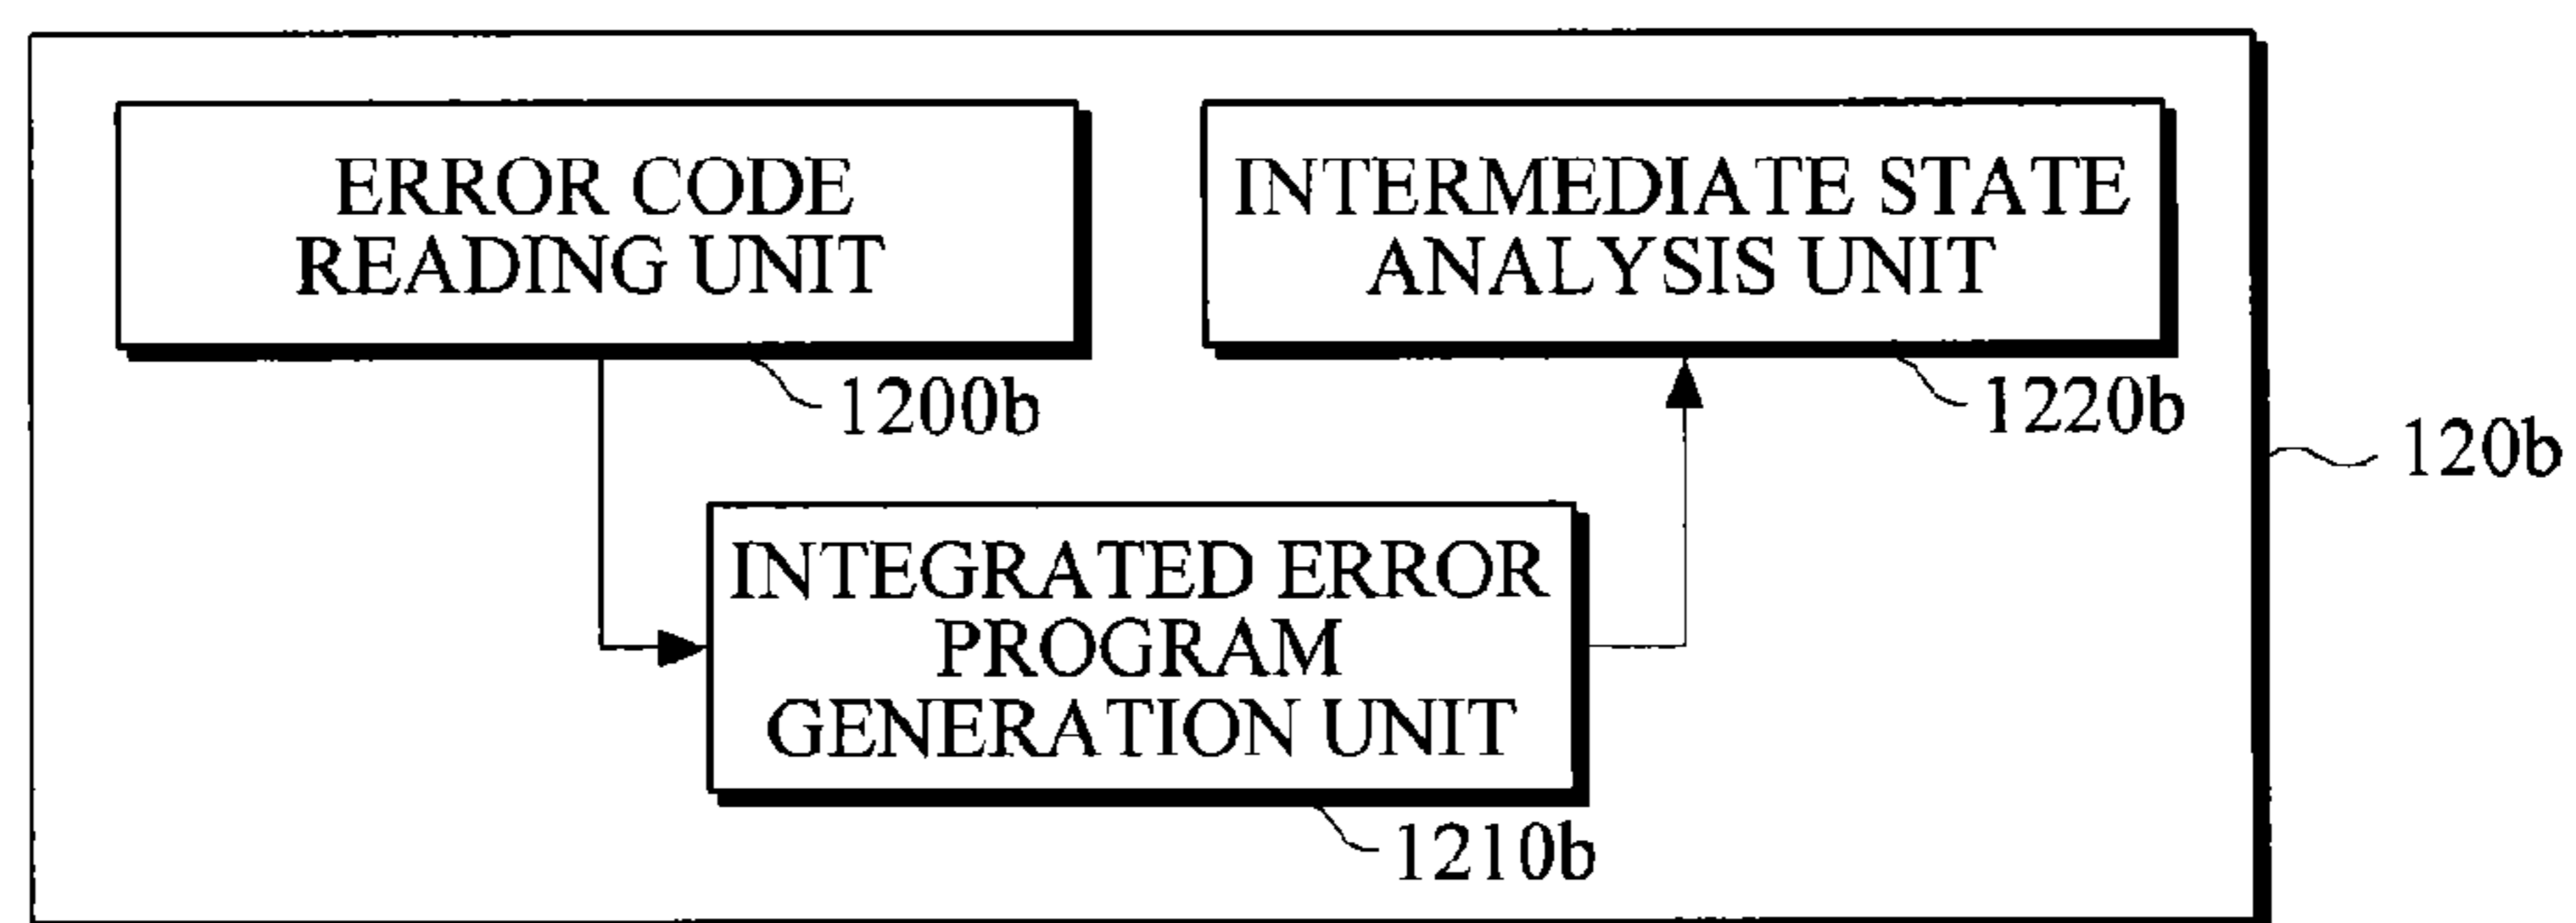 ERROR CODE
READING UNIT
INTERMEDIATE STATE
ANALYSIS UNIT
1200b
1220b
120b
INTEGRATED ERROR
PROGRAM
GENERATION UNIT
1210b